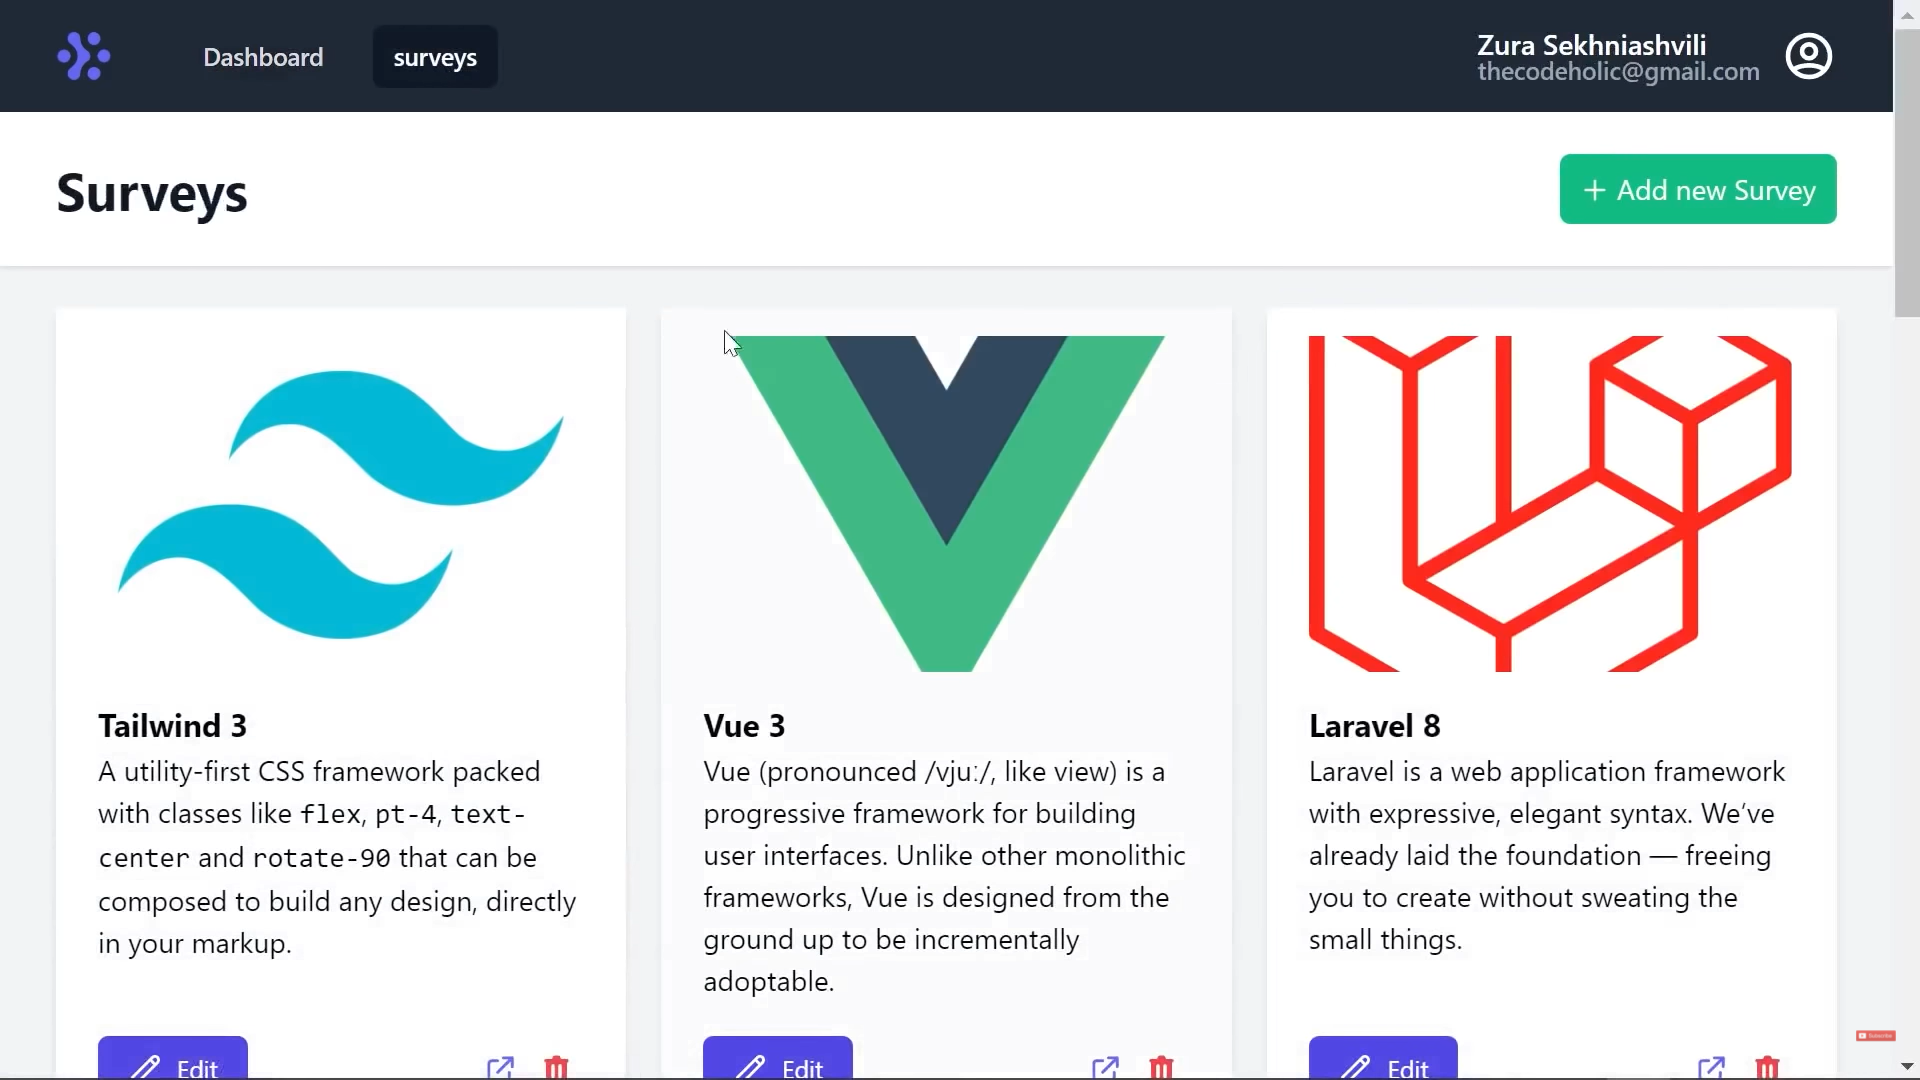 Dashboard
surveys
Zura Sekhniashvili
thecodeholic@gmail.com
Surveys
+ Add new Survey
Tailwind 3
A utility-first CSS framework packed
with classes like flex, pt-4, text-
center and rotate-90 that can be
composed to build any design, directly
in your markup.
Edit
Vue 3
Vue (pronounced /vjuː/, like view) is a
progressive framework for building
user interfaces. Unlike other monolithic
frameworks, Vue is designed from the
ground up to be incrementally
adoptable.
Edit
Laravel 8
Laravel is a web application framework
with expressive, elegant syntax. We’ve
already laid the foundation — freeing
you to create without sweating the
small things.
Edit